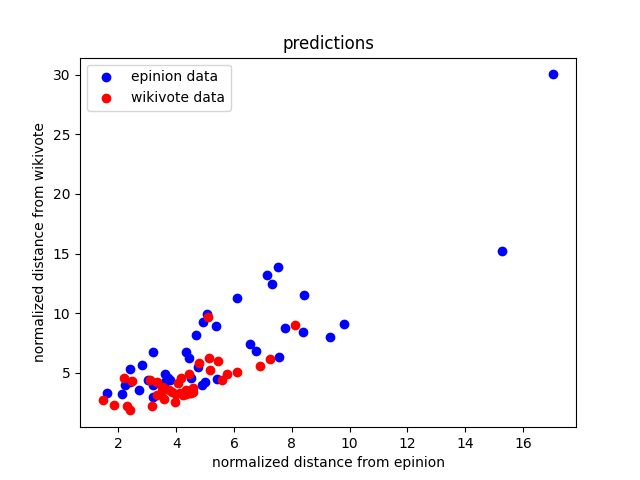 predictions
epinion data
wikivote data
normalized distance from wikivote
30
25
20
15
10
5
2 4 6 8 10 12 14 16
normalized distance from epinion